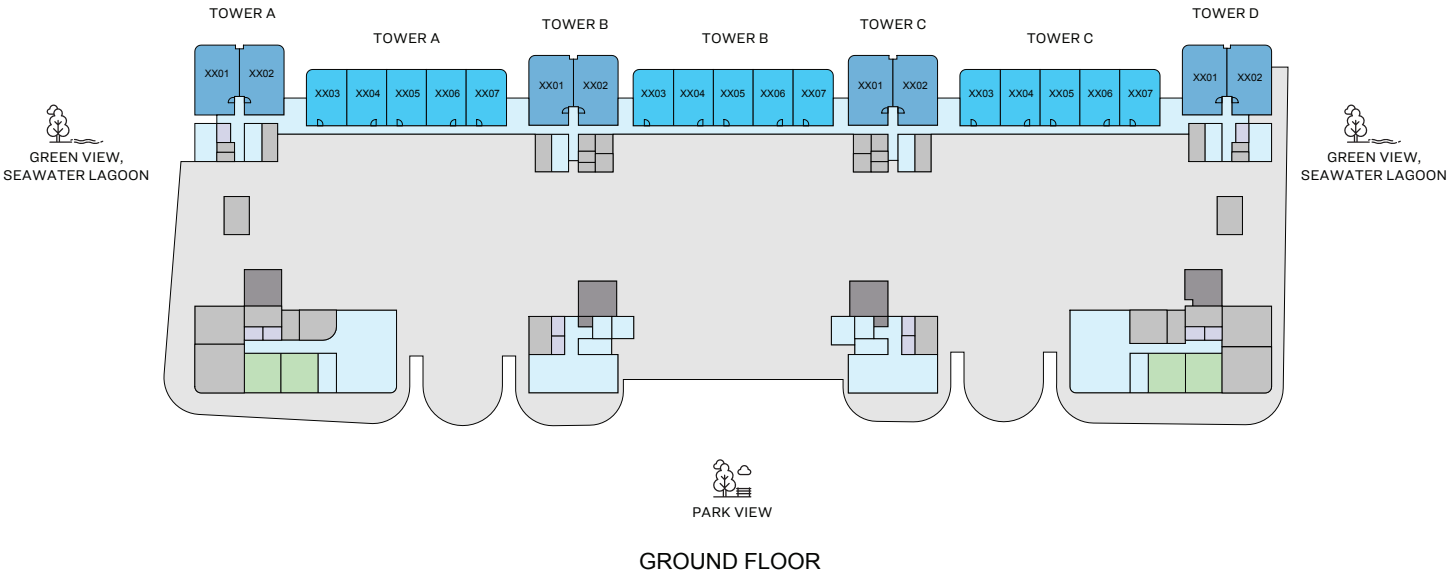 TOWER A
TOWER A
TOWER B
TOWER B
TOWER C
TOWER C
TOWER D
XX01 XX02
XX03 XX04 XX05 XX06 XX07
XX01 XX02
XX03 XX04 XX05 XX06 XX07
XX01 XX02
XX03 XX04 XX05 XX06 XX07
XX01 XX02
GREEN VIEW,
SEAWATER LAGOON
GREEN VIEW,
SEAWATER LAGOON
PARK VIEW
GROUND FLOOR